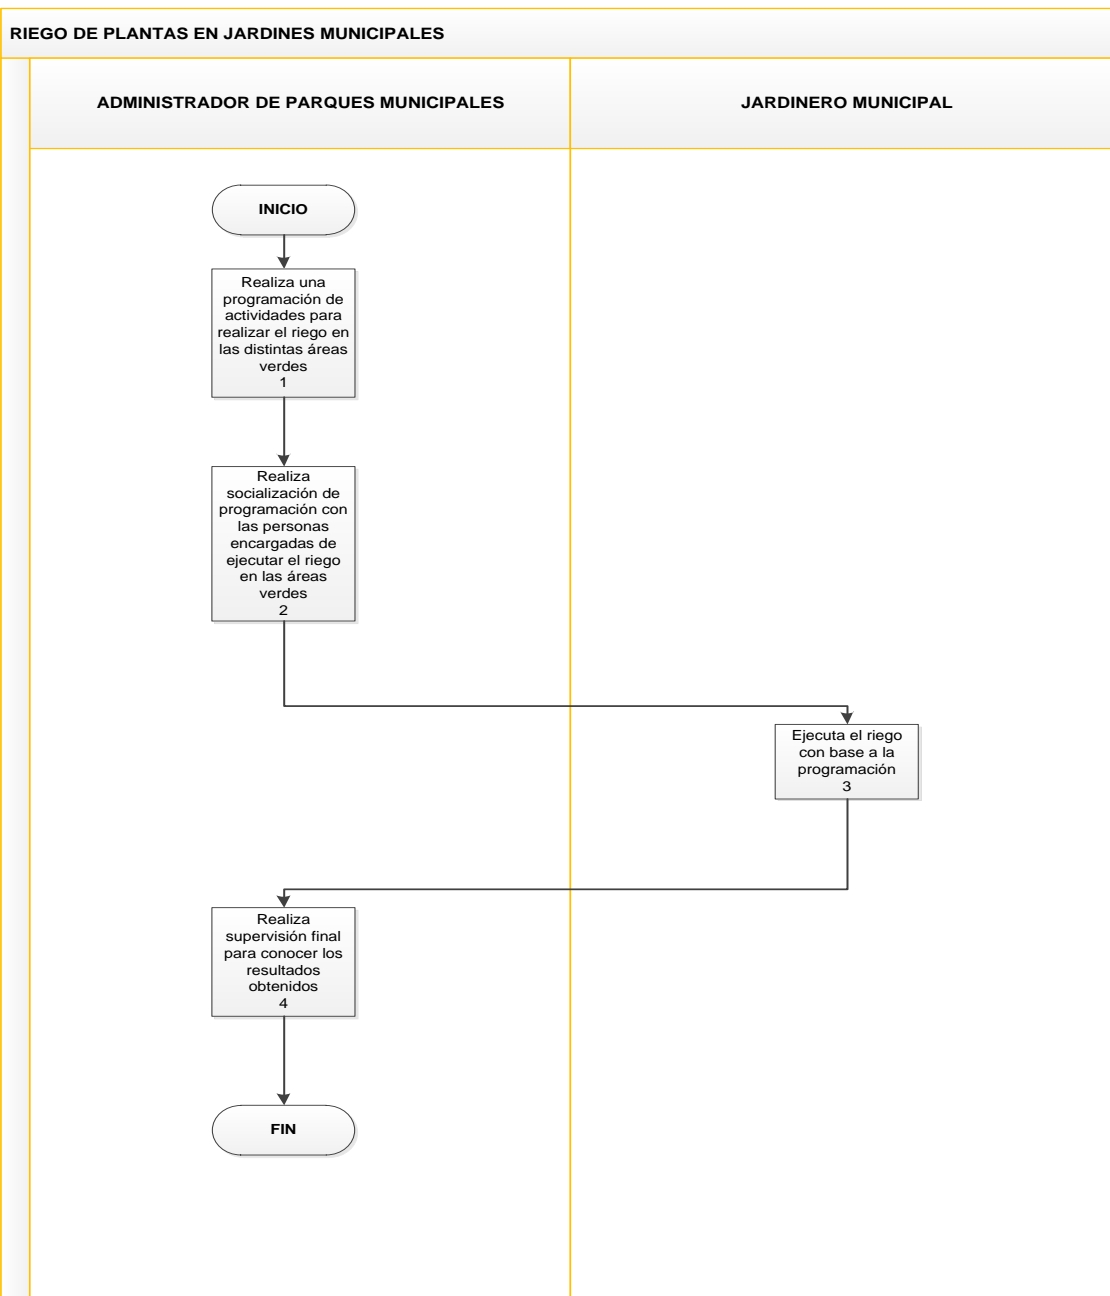 RIEGO DE PLANTAS EN JARDINES MUNICIPALES
ADMINISTRADOR DE PARQUES MUNICIPALES
JARDINERO MUNICIPAL
INICIO
Realiza una
programación de
actividades para
realizar el riego en
las distintas áreas
verdes
1
Realiza
socialización de
programación con
las personas
encargadas de
ejecutar el riego
en las áreas
verdes
2
Ejecuta el riego
con base a la
programación
3
Realiza
supervisión final
para conocer los
resultados
obtenidos
4
FIN